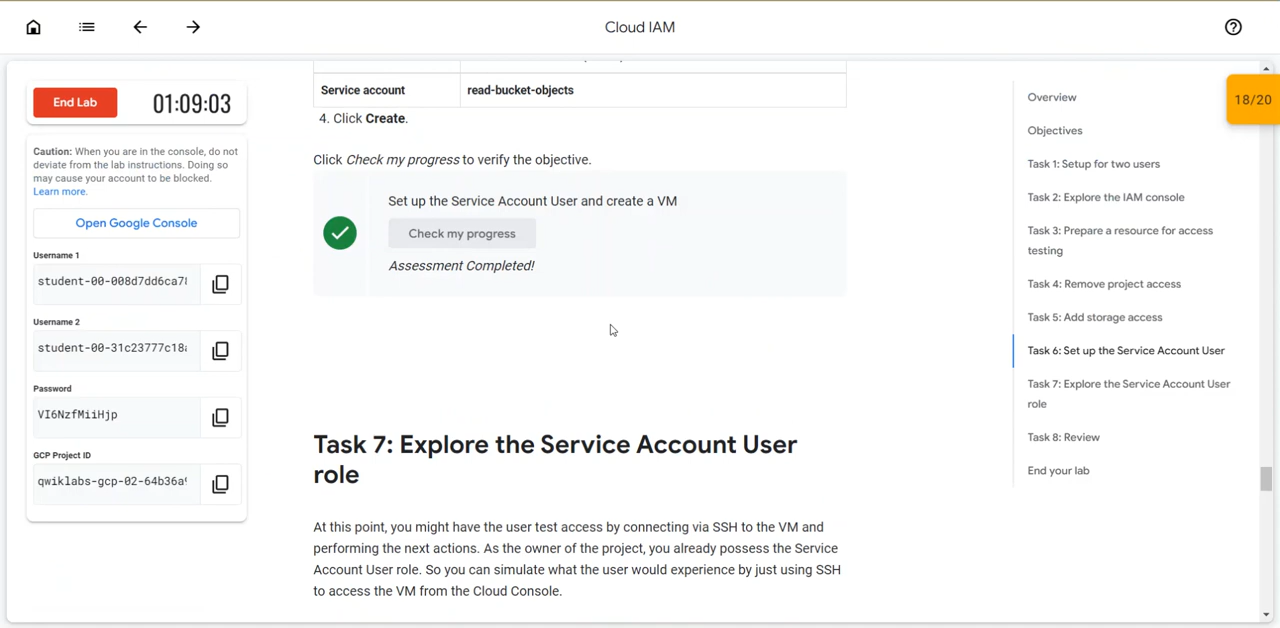 Cloud IAM
End Lab
01:09:03
Caution: When you are in the console, do not
deviate from the lab instructions. Doing so
may cause your account to be blocked.
Learn more.
Open Google Console
Username 1
student-00-008d7dd6ca78
Username 2
student-00-31c23777c18a
Password
VI6NzfMiiHjp
GCP Project ID
qwiklabs-gcp-02-64b36a9
Service account
read-bucket-objects
4. Click Create.
Click Check my progress to verify the objective.
Set up the Service Account User and create a VM
Check my progress
Assessment Completed!
Task 7: Explore the Service Account User
role
At this point, you might have the user test access by connecting via SSH to the VM and
performing the next actions. As the owner of the project, you already possess the Service
Account User role. So you can simulate what the user would experience by just using SSH
to access the VM from the Cloud Console.
Overview
Objectives
Task 1: Setup for two users
Task 2: Explore the IAM console
Task 3: Prepare a resource for access
testing
Task 4: Remove project access
Task 5: Add storage access
Task 6: Set up the Service Account User
Task 7: Explore the Service Account User
role
Task 8: Review
End your lab
18/20